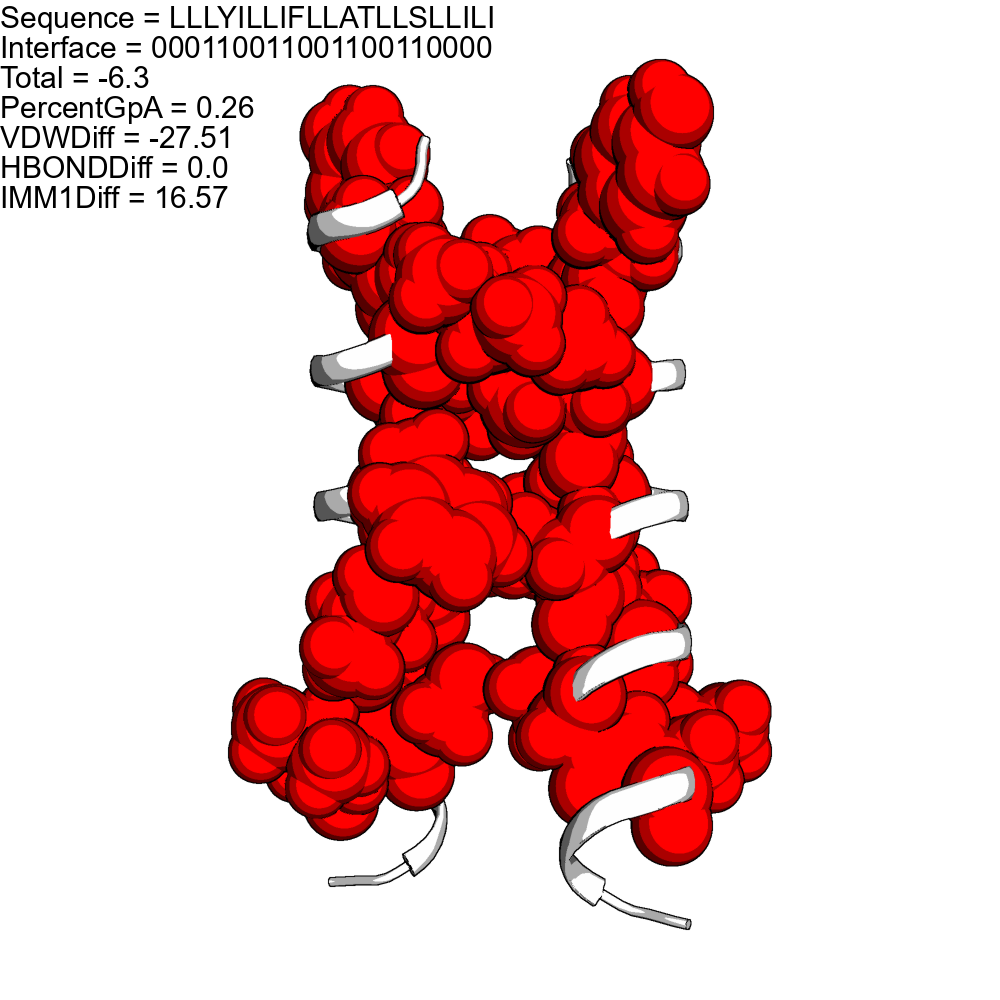 Sequence = LLLYILLIFLLATLLSLLILI
Interface = 000110011001100110000
Total = -6.3
PercentGpA = 0.26
VDWDiff = -27.51
HBONDDiff = 0.0
IMM1Diff = 16.57